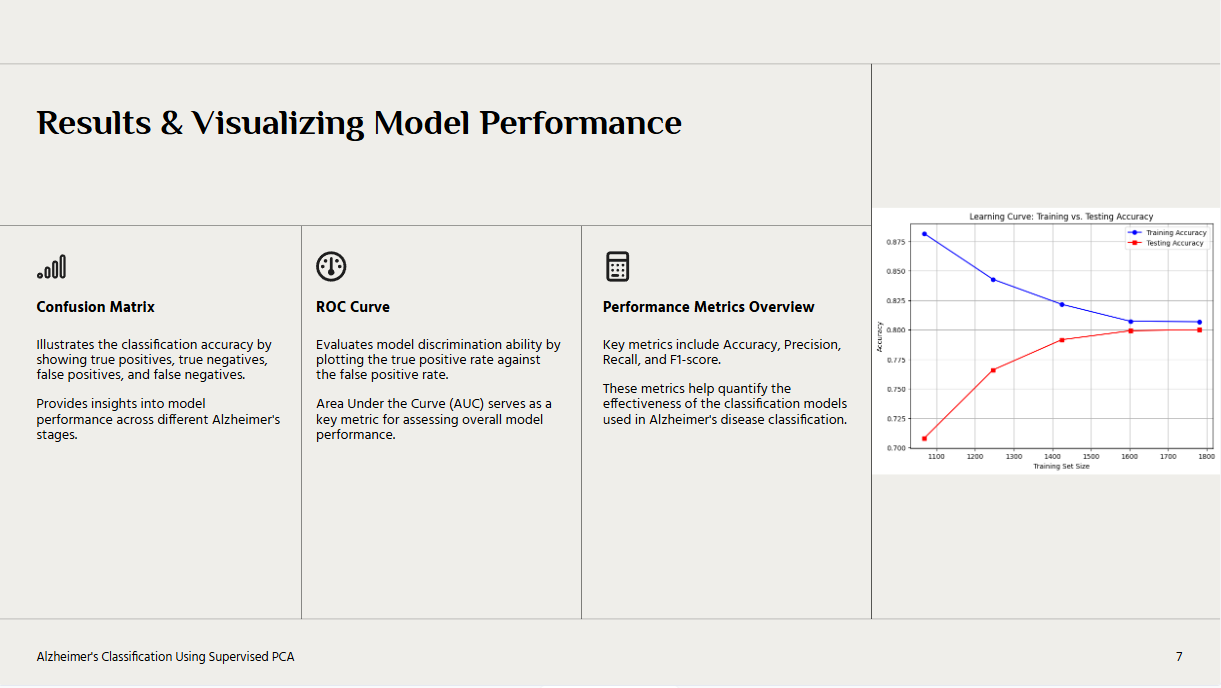 Results & Visualizing Model Performance
Confusion Matrix
Illustrates the classification accuracy by
showing true positives, true negatives,
false positives, and false negatives.
Provides insights into model
performance across different Alzheimer's
stages.
ROC Curve
Evaluates model discrimination ability by
plotting the true positive rate against
the false positive rate.
Area Under the Curve (AUC) serves as a
key metric for assessing overall model
performance.
Performance Metrics Overview
Key metrics include Accuracy, Precision,
Recall, and F1-score.
These metrics help quantify the
effectiveness of the classification models
used in Alzheimer's disease classification.
Learning Curve: Training vs. Testing Accuracy
Training Accuracy
Testing Accuracy
Accuracy
0.875
0.850
0.825
0.800
0.775
0.750
0.725
0.700
1100 1200 1300 1400 1500 1600 1700 1800
Training Set Size
Alzheimer's Classification Using Supervised PCA
7